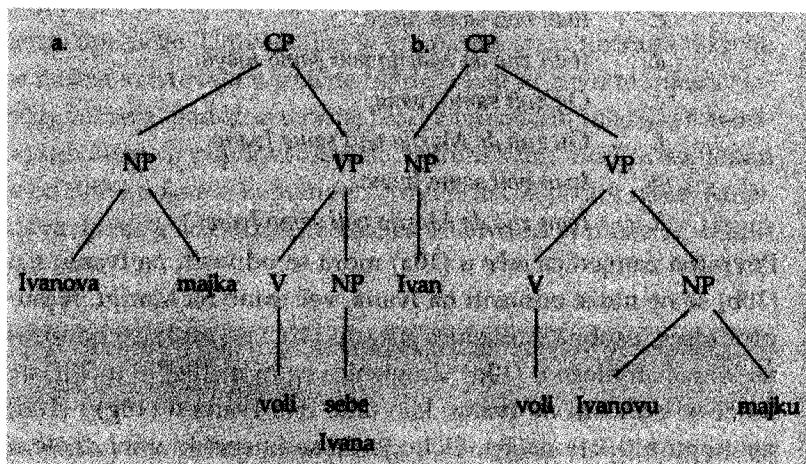 a. CP b. CP
NP VP NP VP
Ivanova majka V NP Ivan V NP
voli sebe voli Ivanovu majku
Ivana